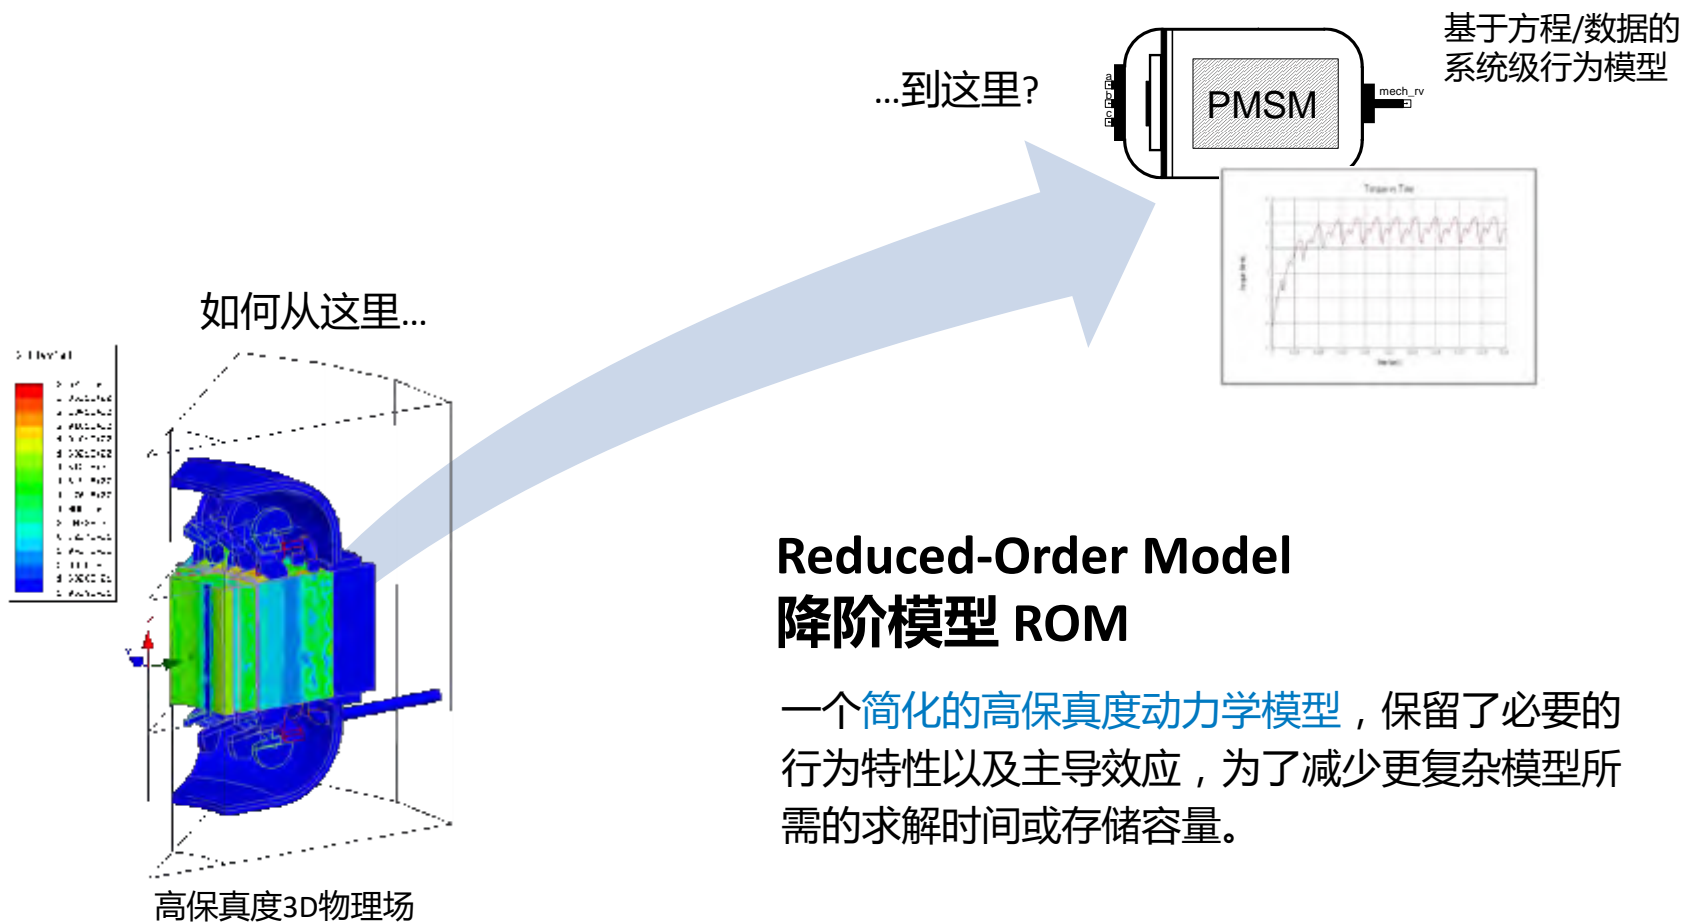 基于方程/数据的
系统级行为模型
...到这里?
a
b
c
PMSM
mech_rv
如何从这里...
Reduced-Order Model
降阶模型 ROM
一个简化的高保真度动力学模型，保留了必要的
行为特性以及主导效应，为了减少更复杂模型所
需的求解时间或存储容量。
高保真度3D物理场